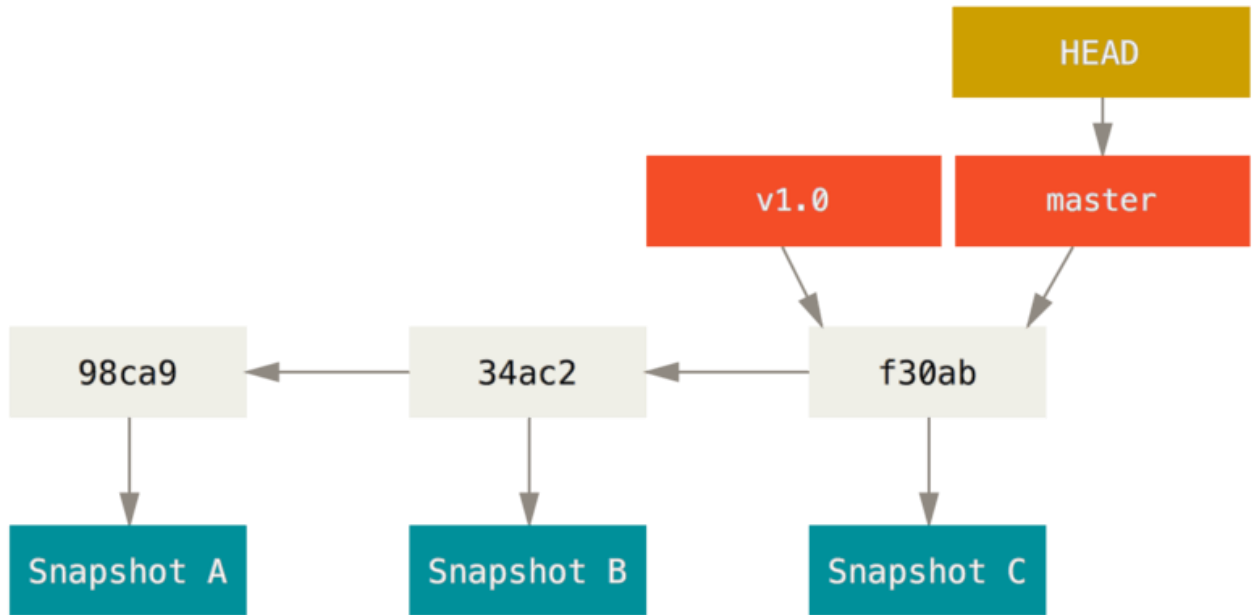 HEAD
v1.0
master
98ca9
34ac2
f30ab
Snapshot A
Snapshot B
Snapshot C